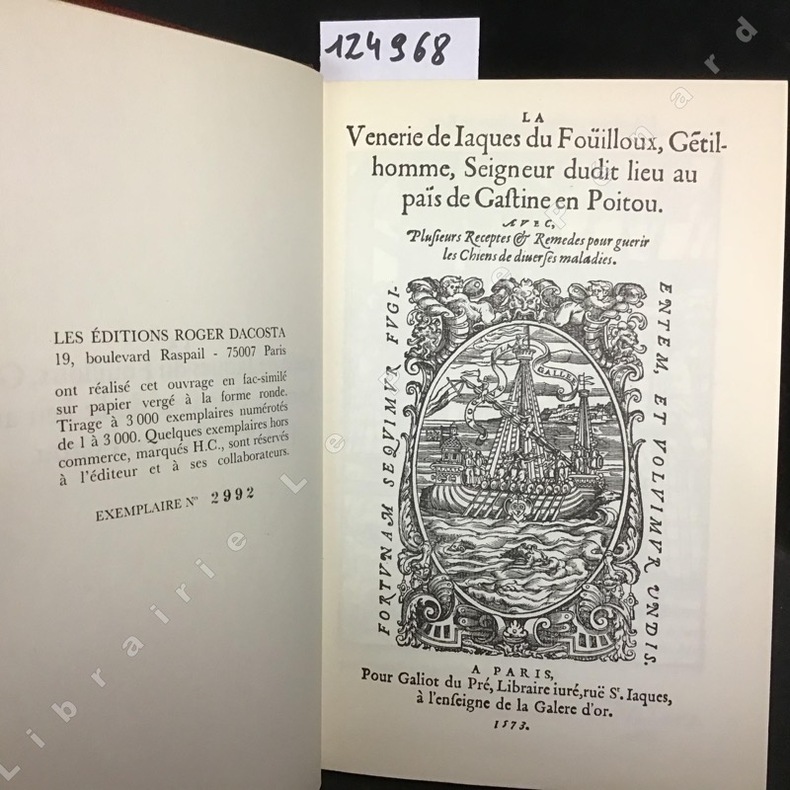 124968
LES ÉDITIONS ROGER DACOSTA
19, boulevard Raspail - 75007 Paris
ont réalisé cet ouvrage en fac-similé
sur papier vergé à la forme ronde.
Tirage à 3 000 exemplaires numérotés
de 1 à 3 000. Quelques exemplaires hors
commerce, marqués H.C., sont réservés
à l'éditeur et à ses collaborateurs.
EXEMPLAIRE N° 2992
LA
Venerie de Iaques du Foüilloux, Gẽtil-
homme, Seigneur dudit lieu au
païs de Gaſtine en Poitou.
AVEC,
Pluſieurs Receptes & Remedes pour guerir
les Chiens de diuerſes maladies.
FORTVNAM SEQVIMVR FVGI-
ENTEM, ET VOLVIMVR VNDIS.
A PARIS,
Pour Galiot du Pré, Libraire iuré, ruë St. Iaques,
à l'enſeigne de la Galere d'or.
1573.
Librairie Le Renard